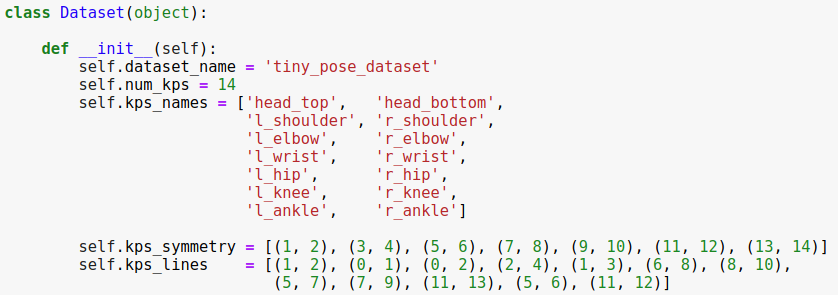 class Dataset(object):

    def __init__(self):
        self.dataset_name = 'tiny_pose_dataset'
        self.num_kps = 14
        self.kps_names = ['head_top',   'head_bottom',
                          'l_shoulder', 'r_shoulder',
                          'l_elbow',    'r_elbow',
                          'l_wrist',    'r_wrist',
                          'l_hip',      'r_hip',
                          'l_knee',     'r_knee',
                          'l_ankle',    'r_ankle']

        self.kps_symmetry = [(1, 2), (3, 4), (5, 6), (7, 8), (9, 10), (11, 12), (13, 14)]
        self.kps_lines    = [(1, 2), (0, 1), (0, 2), (2, 4), (1, 3), (6, 8), (8, 10),
                             (5, 7), (7, 9), (11, 13), (5, 6), (11, 12)]